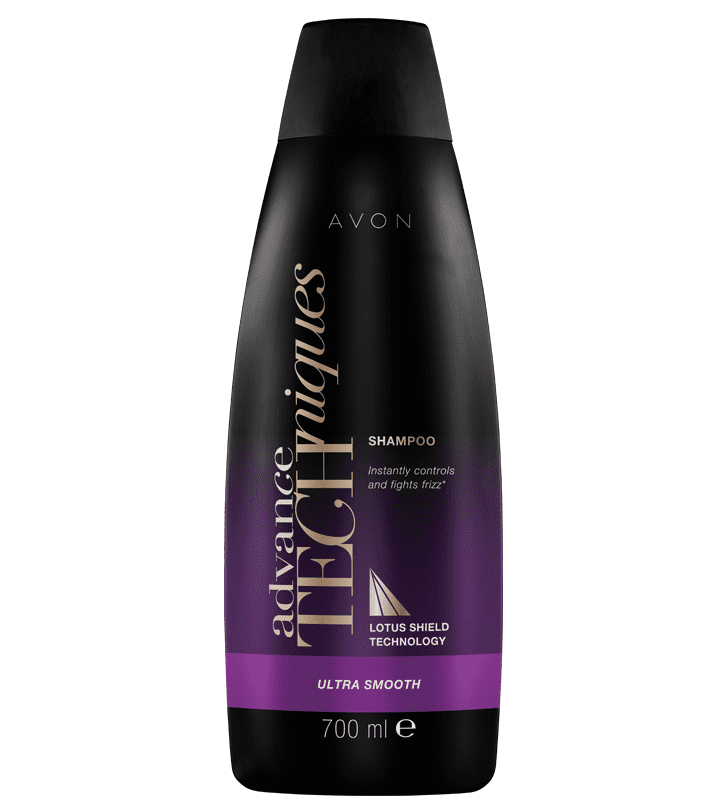 AVON
advance
TECHniques
SHAMPOO
Instantly controls
and fights frizz*
LOTUS SHIELD
TECHNOLOGY
ULTRA SMOOTH
700 ml ℮